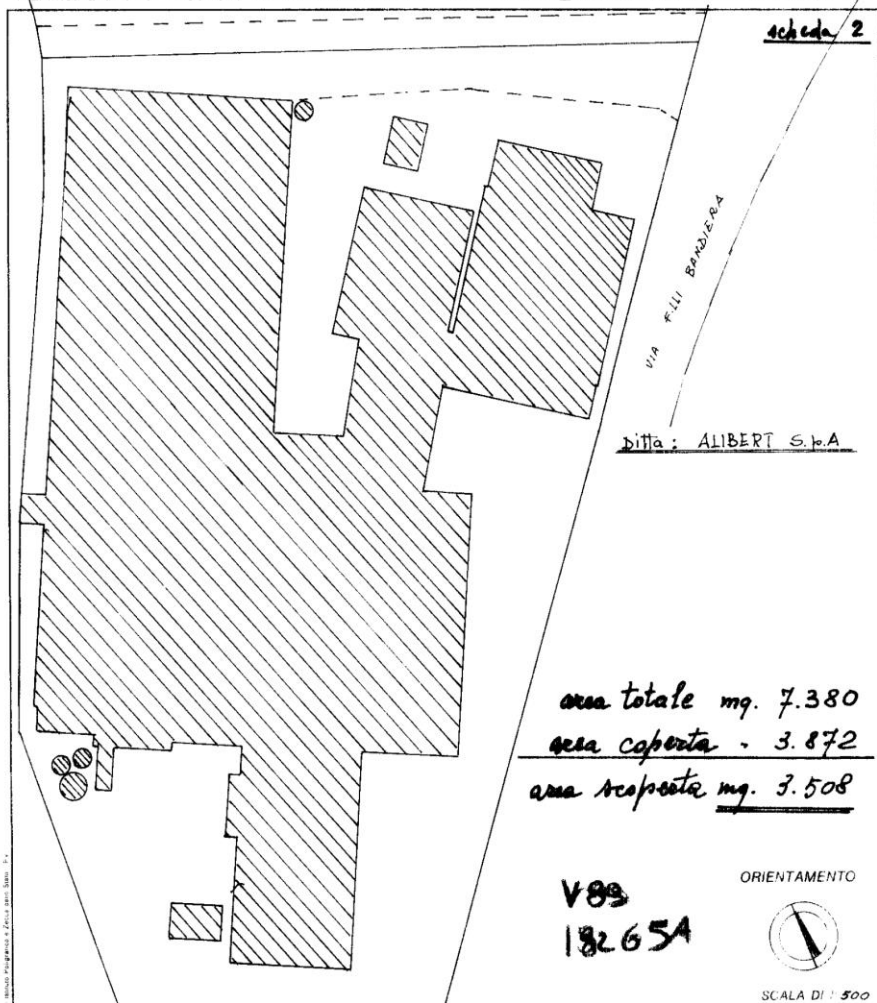 scheda 2
VIA F.LLI BANDIERA
Ditta: ALIBERT S.p.A
area totale mq. 7.380
area coperta " 3.872
area scoperta mq. 3.508
V89
18265A
ORIENTAMENTO
SCALA DI 1: 500